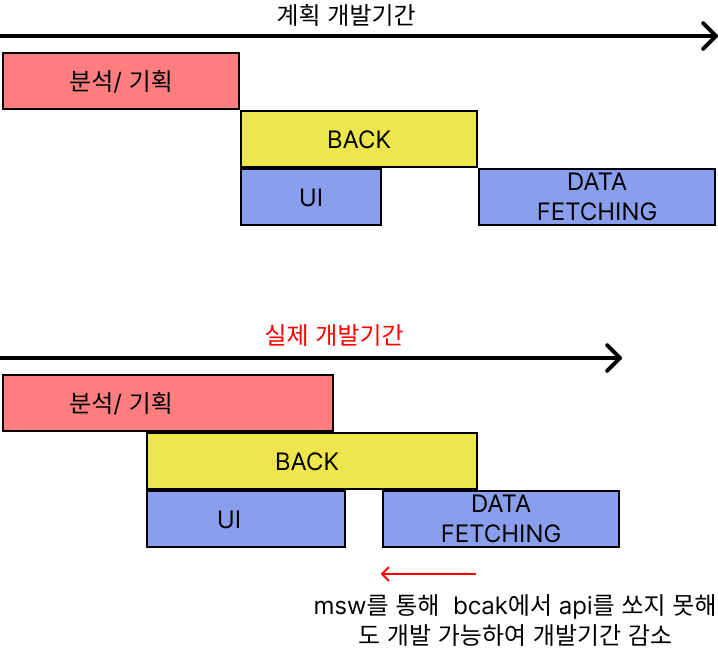 계획 개발기간
분석/ 기획
BACK
UI
DATA
FETCHING
실제 개발기간
분석/ 기획
BACK
UI
DATA
FETCHING
msw를 통해  bcak에서 api를 쏘지 못해
도 개발 가능하여 개발기간 감소